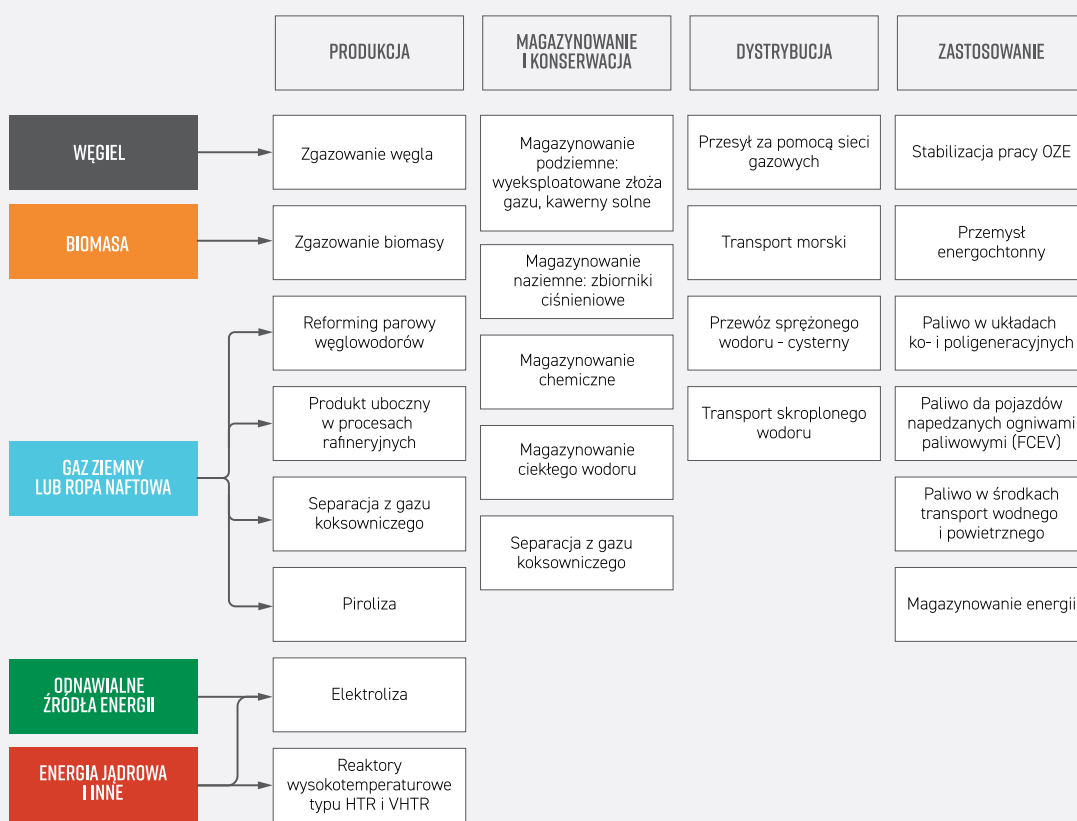 PRODUKCJA
MAGAZYNOWANIE
I KONSERWACJA
DYSTRYBUCJA
ZASTOSOWANIE
WĘGIEL
Zgazowanie węgla
Magazynowanie
podziemne:
wyeksploatowane złoża
gazu, kawerny solne
Przesył za pomocą sieci
gazowych
Stabilizacja pracy OZE
BIOMASA
Zgazowanie biomasy
Magazynowanie
naziemne: zbiorniki
ciśnieniowe
Transport morski
Przemysł
energochtonny
Reforming parowy
węglowodorów
Magazynowanie
chemiczne
Przewóz sprężonego
wodoru - cysterny
Paliwo w układach
ko- i poligeneracyjnych
GAZ ZIEMNY
LUB ROPA NAFTOWA
Produkt uboczny
w procesach
rafineryjnych
Magazynowanie
ciekłego wodoru
Transport skroplonego
wodoru
Paliwo da pojazdów
napedzanych ogniwami
paliwowymi (FCEV)
Separacja z gazu
koksowniczego
Separacja z gazu
koksowniczego
Paliwo w środkach
transport wodnego
i powietrznego
Piroliza
Magazynowanie energii
ODNAWIALNE
ŹRÓDŁA ENERGII
Elektroliza
ENERGIA JĄDROWA
I INNE
Reaktory
wysokotemperaturowe
typu HTR i VHTR